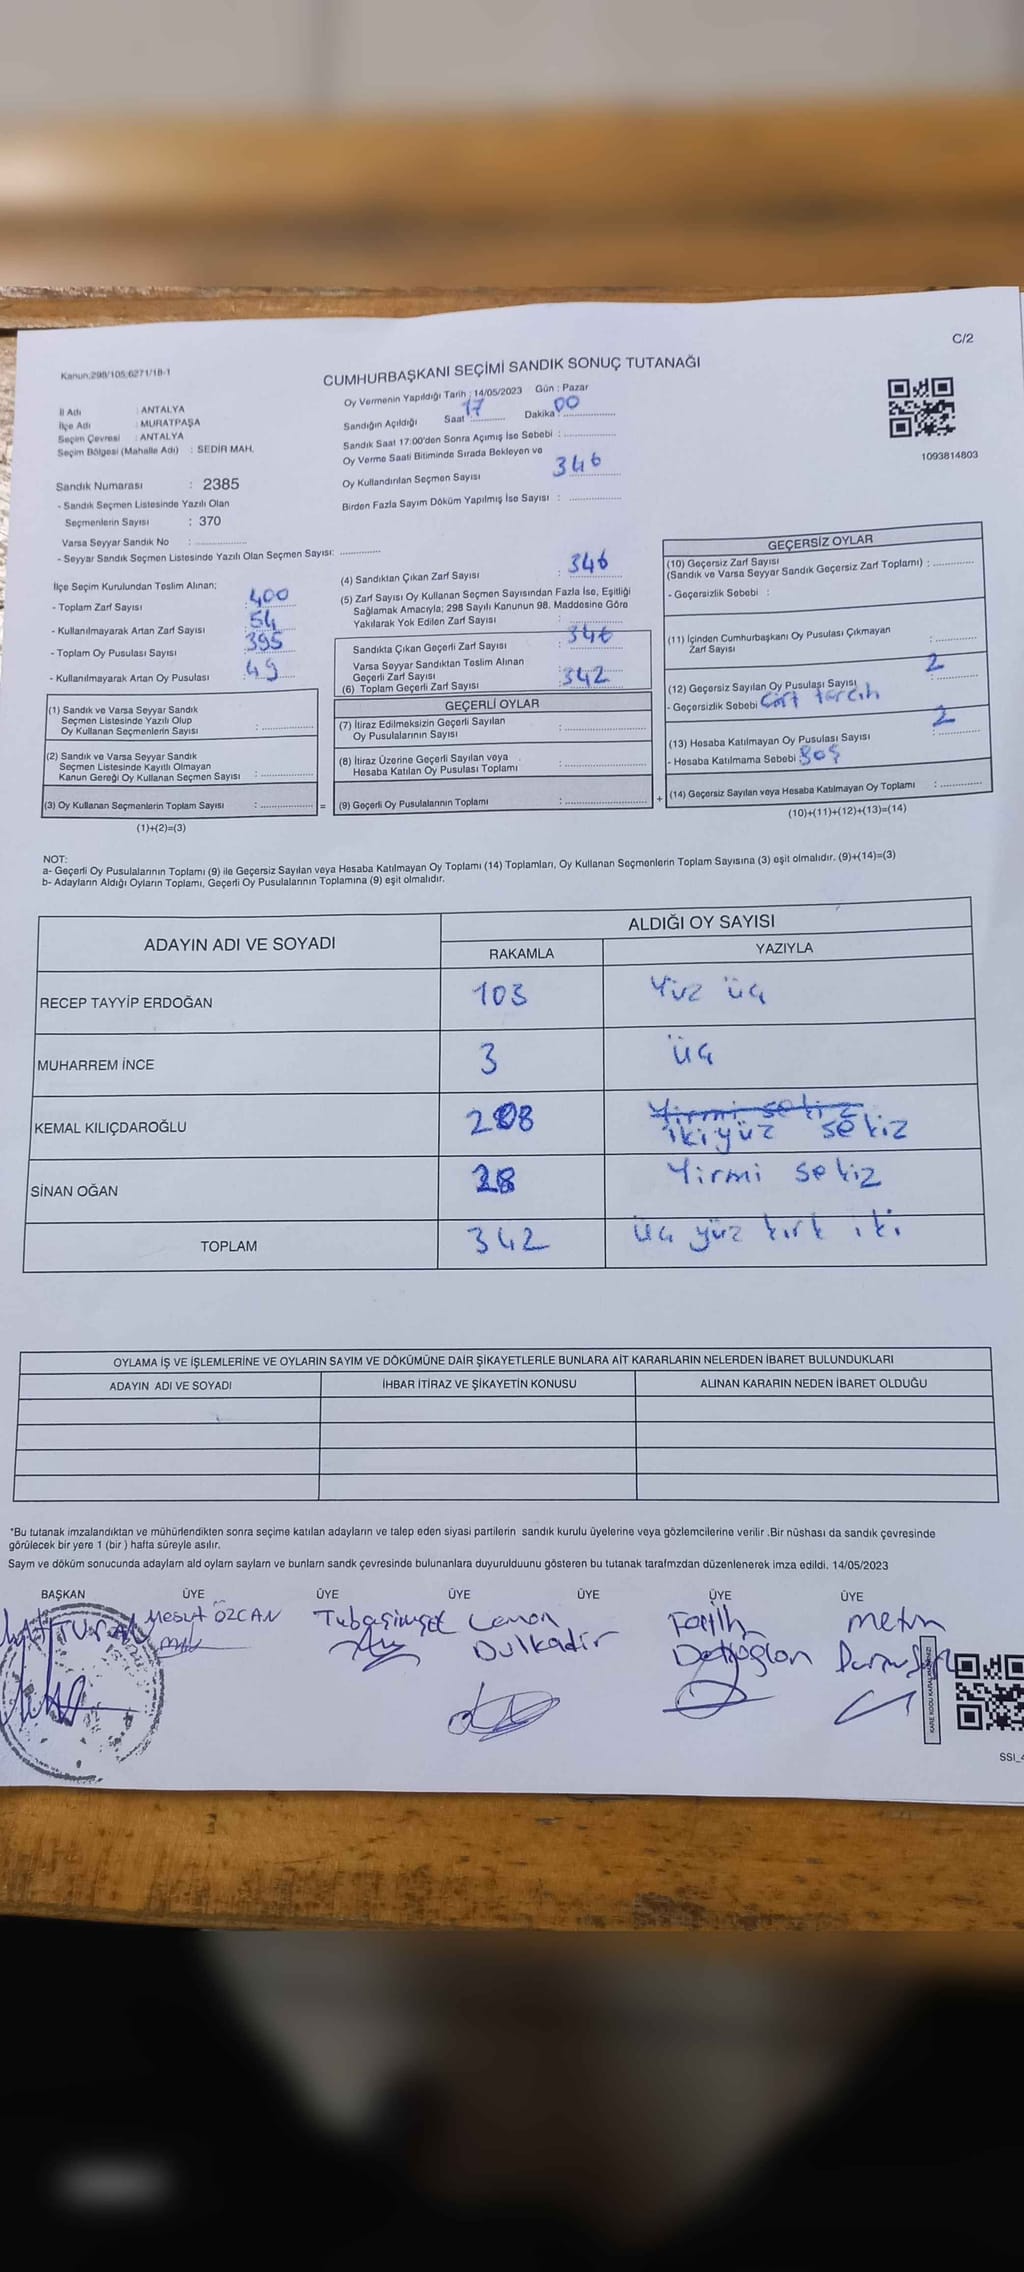 C/2
Kanun:298/105;6271/18-1
CUMHURBAŞKANI SEÇİMİ SANDIK SONUÇ TUTANAĞI
Oy Vermenin Yapıldığı Tarih : 14/05/2023 Gün : Pazar
İl Adı : ANTALYA
İlçe Adı : MURATPAŞA
Seçim Çevresi : ANTALYA
Seçim Bölgesi (Mahalle Adı) : SEDİR MAH.
Sandık Numarası : 2385
- Sandık Seçmen Listesinde Yazılı Olan
Seçmenlerin Sayısı : 370
Varsa Seyyar Sandık No :
- Seyyar Sandık Seçmen Listesinde Yazılı Olan Seçmen Sayısı:
Sandığın Açıldığı Saat : 17 Dakika : 00
Sandık Saat 17:00'den Sonra Açımış İse Sebebi :
Oy Verme Saati Bitiminde Sırada Bekleyen ve
Oy Kullandırılan Seçmen Sayısı 346
Birden Fazla Sayım Döküm Yapılmış İse Sayısı :
1093814803
İlçe Seçim Kurulundan Teslim Alınan;
- Toplam Zarf Sayısı : 400
- Kullanılmayarak Artan Zarf Sayısı : 54
- Toplam Oy Pusulası Sayısı : 395
- Kullanılmayarak Artan Oy Pusulası : 49
(4) Sandıktan Çıkan Zarf Sayısı : 346
(5) Zarf Sayısı Oy Kullanan Seçmen Sayısından Fazla İse, Eşitliği
Sağlamak Amacıyla; 298 Sayılı Kanunun 98. Maddesine Göre
Yakılarak Yok Edilen Zarf Sayısı :
Sandıkta Çıkan Geçerli Zarf Sayısı : 346
Varsa Seyyar Sandıktan Teslim Alınan
Geçerli Zarf Sayısı
(6) Toplam Geçerli Zarf Sayısı : 342
GEÇERSİZ OYLAR
(10) Geçersiz Zarf Sayısı
(Sandık ve Varsa Seyyar Sandık Geçersiz Zarf Toplamı) :
- Geçersizlik Sebebi :
(11) İçinden Cumhurbaşkanı Oy Pusulası Çıkmayan
Zarf Sayısı :
(12) Geçersiz Sayılan Oy Pusulası Sayısı : 2
- Geçersizlik Sebebi Çift tercih
(13) Hesaba Katılmayan Oy Pusulası Sayısı : 2
- Hesaba Katılmama Sebebi Boş
(14) Geçersiz Sayılan veya Hesaba Katılmayan Oy Toplamı :
(10)+(11)+(12)+(13)=(14)
(1) Sandık ve Varsa Seyyar Sandık
Seçmen Listesinde Yazılı Olup
Oy Kullanan Seçmenlerin Sayısı :
(2) Sandık ve Varsa Seyyar Sandık
Seçmen Listesinde Kayıtlı Olmayan
Kanun Gereği Oy Kullanan Seçmen Sayısı :
(3) Oy Kullanan Seçmenlerin Toplam Sayısı : =
(1)+(2)=(3)
GEÇERLİ OYLAR
(7) İtiraz Edilmeksizin Geçerli Sayılan
Oy Pusulalarının Sayısı :
(8) İtiraz Üzerine Geçerli Sayılan veya
Hesaba Katılan Oy Pusulası Toplamı :
(9) Geçerli Oy Pusulalarının Toplamı : +
NOT:
a- Geçerli Oy Pusulalarının Toplamı (9) ile Geçersiz Sayılan veya Hesaba Katılmayan Oy Toplamı (14) Toplamları, Oy Kullanan Seçmenlerin Toplam Sayısına (3) eşit olmalıdır. (9)+(14)=(3)
b- Adayların Aldığı Oyların Toplamı, Geçerli Oy Pusulalarının Toplamına (9) eşit olmalıdır.
ADAYIN ADI VE SOYADI ALDIĞI OY SAYISI
RAKAMLA YAZIYLA
RECEP TAYYİP ERDOĞAN 103 Yüz üç
MUHARREM İNCE 3 üç
Yirmi sekiz
KEMAL KILIÇDAROĞLU 208 ikiyüz sekiz
SİNAN OĞAN 28 Yirmi sekiz
TOPLAM 342 üç yüz kırk iki
OYLAMA İŞ VE İŞLEMLERİNE VE OYLARIN SAYIM VE DÖKÜMÜNE DAİR ŞİKAYETLERLE BUNLARA AİT KARARLARIN NELERDEN İBARET BULUNDUKLARI
ADAYIN ADI VE SOYADI İHBAR İTİRAZ VE ŞİKAYETİN KONUSU ALINAN KARARIN NEDEN İBARET OLDUĞU
*Bu tutanak imzalandıktan ve mühürlendikten sonra seçime katılan adayların ve talep eden siyasi partilerin sandık kurulu üyelerine veya gözlemcilerine verilir .Bir nüshası da sandık çevresinde
görülecek bir yere 1 (bir ) hafta süreyle asılır.
Sayım ve döküm sonucunda adayların ald oyların sayların ve bunların sandk çevresinde bulunanlara duyurulduunu gösteren bu tutanak tarafmzdan düzenlenerek imza edildi. 14/05/2023
BAŞKAN ÜYE ÜYE ÜYE ÜYE ÜYE ÜYE
TURAN Mesut ÖZCAN Tuba Şimşek Leman Fatih Metin
Dulkadir